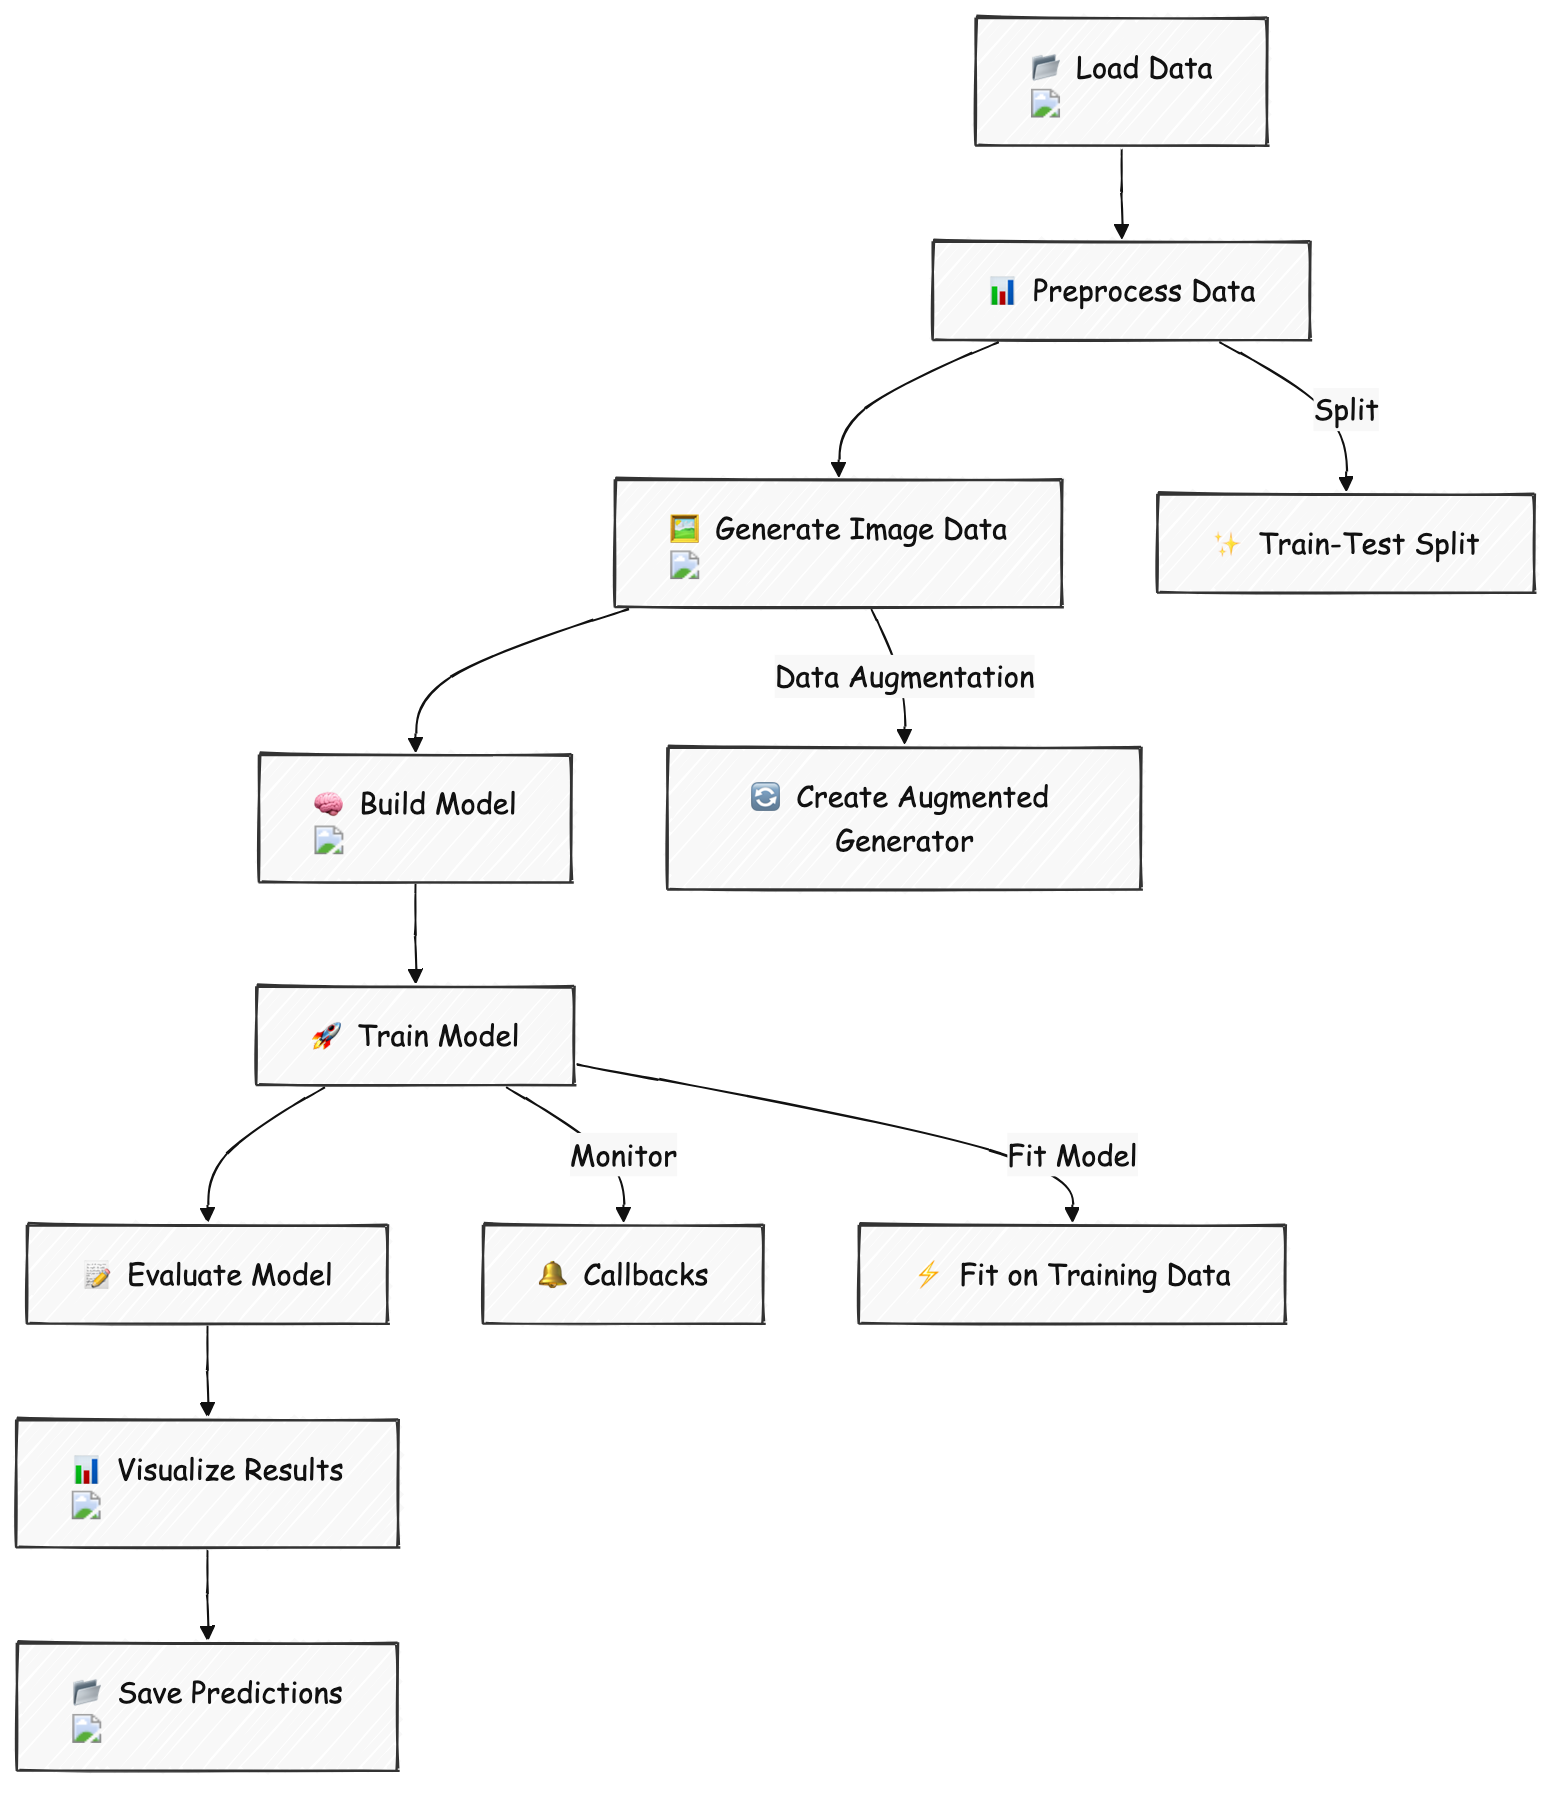 Load Data
Preprocess Data
Split
Generate Image Data
Train-Test Split
Data Augmentation
Build Model
Create Augmented
Generator
Train Model
Monitor
Fit Model
Evaluate Model
Callbacks
Fit on Training Data
Visualize Results
Save Predictions